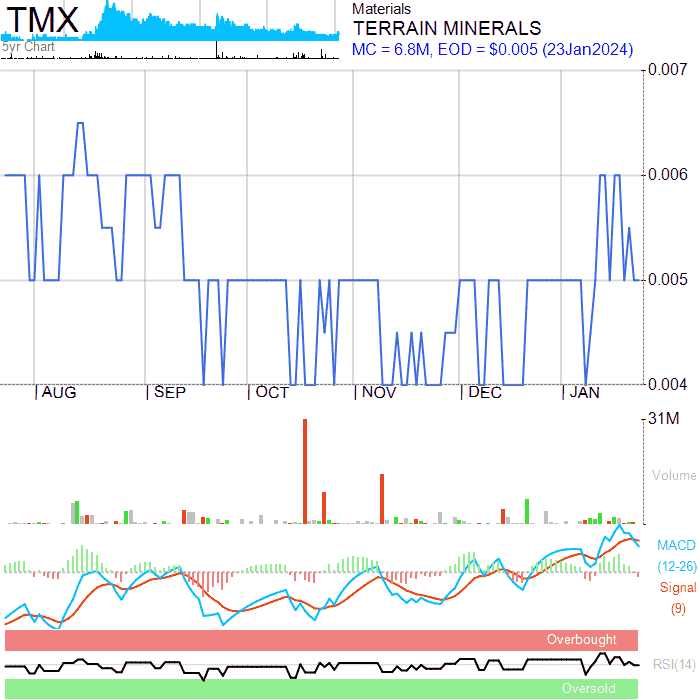 TMX
5yr Chart
Materials
TERRAIN MINERALS
MC = 6.8M, EOD = $0.005 (23Jan2024)
0.007
0.006
0.005
0.004
AUG SEP OCT NOV DEC JAN
31M
Volume
MACD
(12-26)
Signal
(9)
Overbought
RSI(14)
Oversold